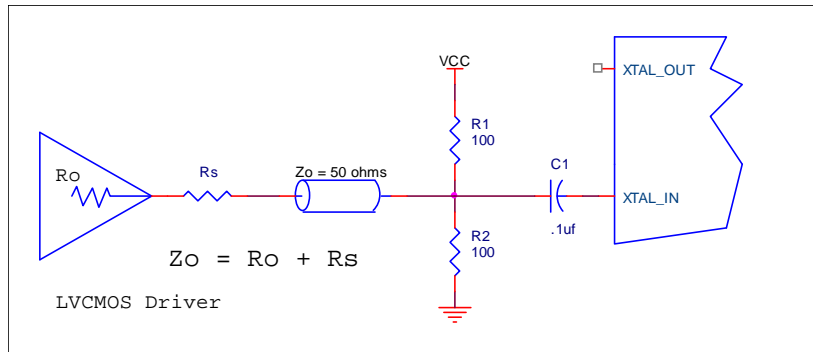 VCC
XTAL_OUT
R1
100
Ro
Rs
Zo = 50 ohms
C1
XTAL_IN
.1uf
R2
100
Zo = Ro + Rs
LVCMOS Driver